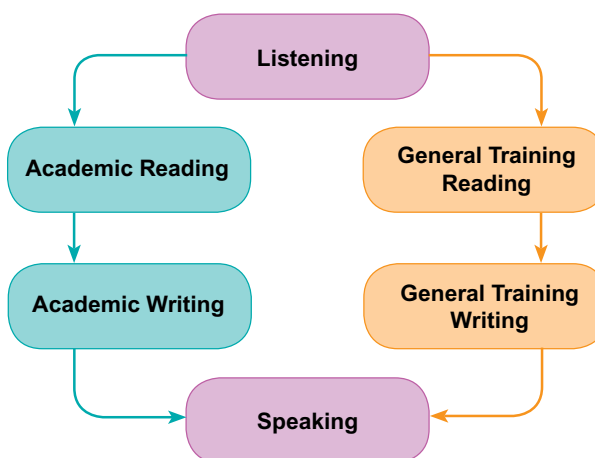 Listening
Academic Reading
General Training
Reading
Academic Writing
General Training
Writing
Speaking